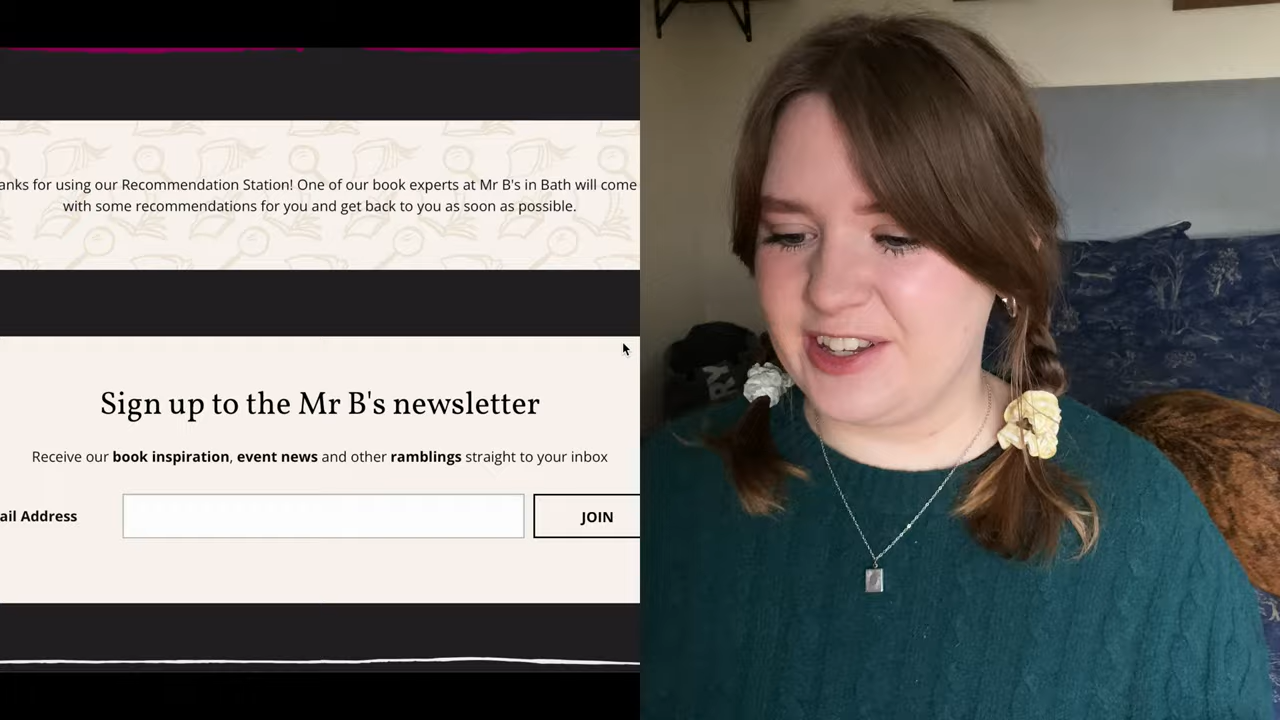 anks for using our Recommendation Station! One of our book experts at Mr B's in Bath will come
with some recommendations for you and get back to you as soon as possible.
Sign up to the Mr B's newsletter
Receive our book inspiration, event news and other ramblings straight to your inbox
ail Address
JOIN
RY